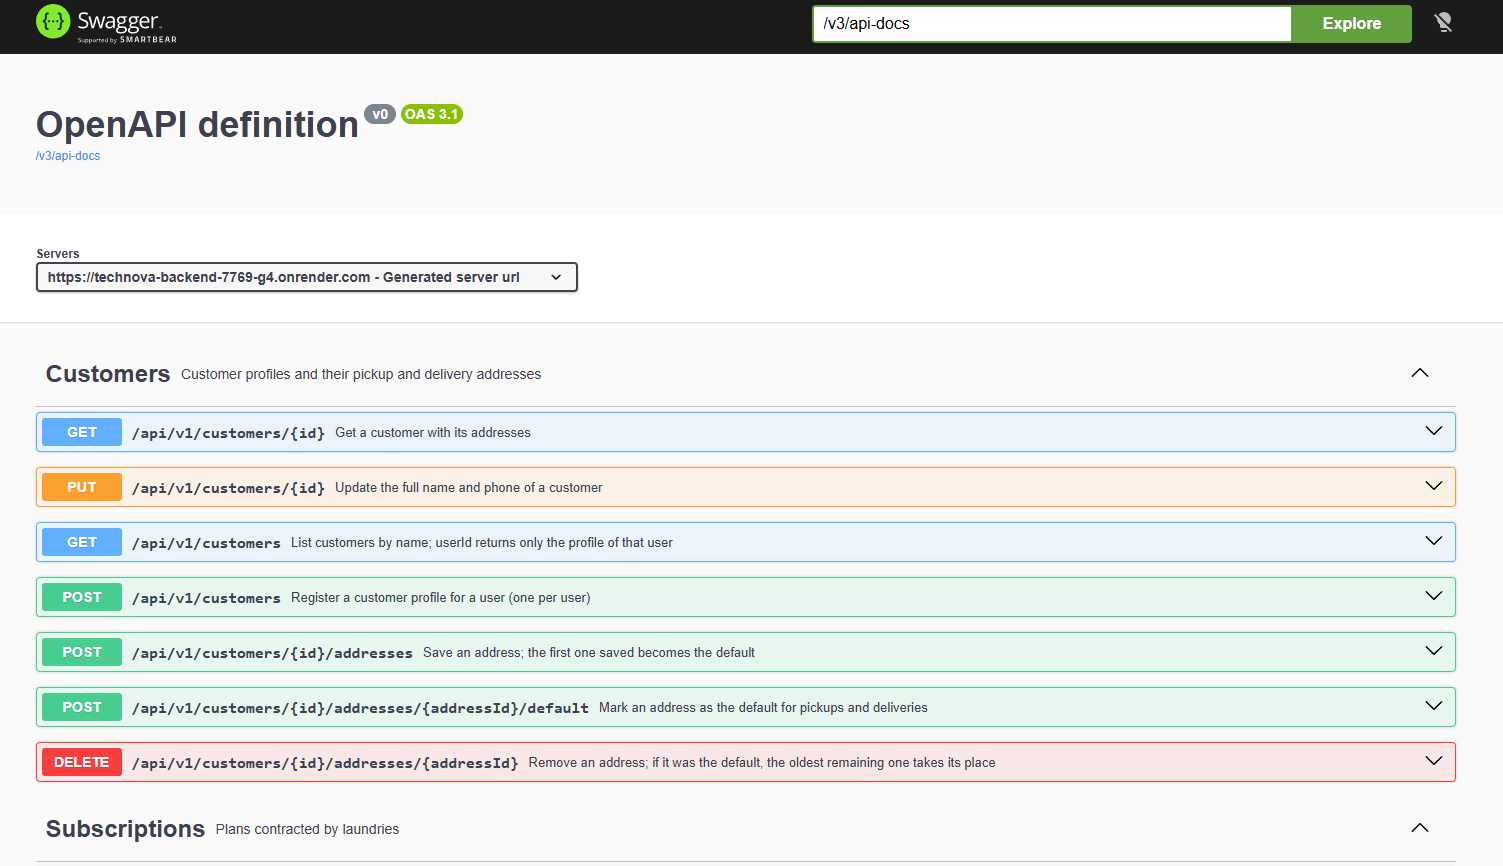 Swagger.
Supported by SMARTBEAR
/v3/api-docs
Explore
OpenAPI definition v0 OAS 3.1
/v3/api-docs
Servers
https://technova-backend-7769-g4.onrender.com - Generated server url
Customers Customer profiles and their pickup and delivery addresses
GET /api/v1/customers/{id} Get a customer with its addresses
PUT /api/v1/customers/{id} Update the full name and phone of a customer
GET /api/v1/customers List customers by name; userId returns only the profile of that user
POST /api/v1/customers Register a customer profile for a user (one per user)
POST /api/v1/customers/{id}/addresses Save an address; the first one saved becomes the default
POST /api/v1/customers/{id}/addresses/{addressId}/default Mark an address as the default for pickups and deliveries
DELETE /api/v1/customers/{id}/addresses/{addressId} Remove an address; if it was the default, the oldest remaining one takes its place
Subscriptions Plans contracted by laundries